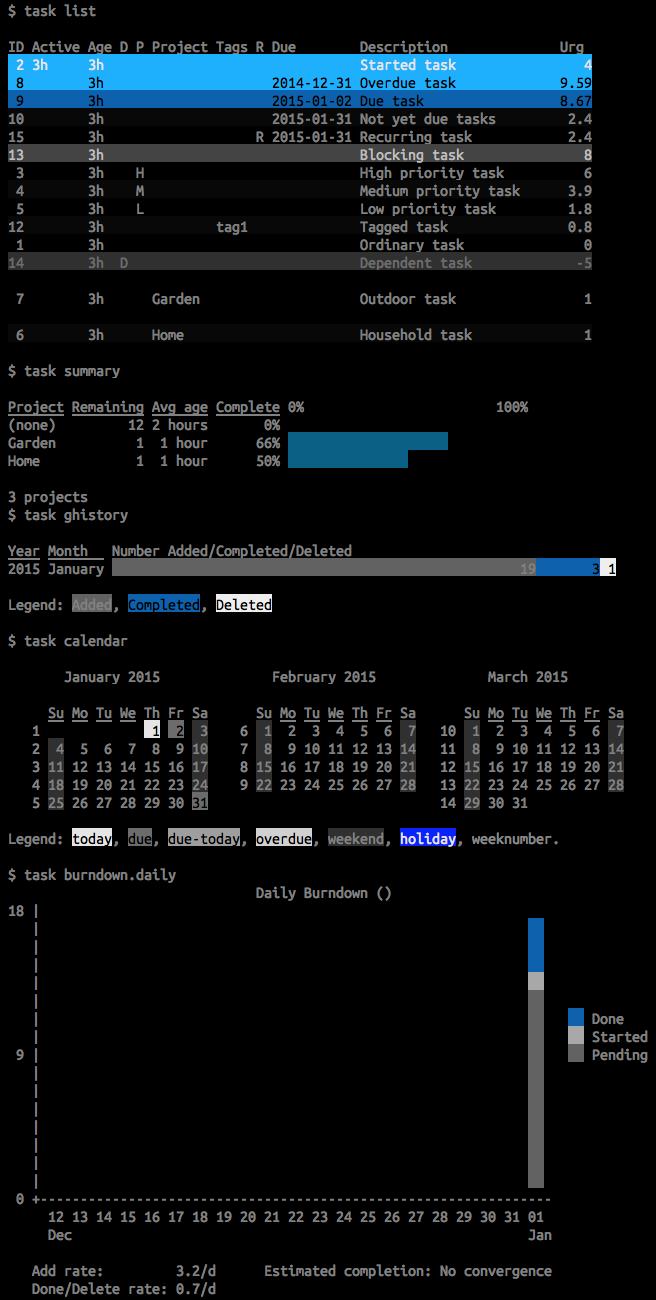 $ task list
ID Active Age D P Project Tags R Due Description Urg
2 3h 3h Started task 4
8 3h 2014-12-31 Overdue task 9.59
9 3h 2015-01-02 Due task 8.67
10 3h 2015-01-31 Not yet due tasks 2.4
15 3h R 2015-01-31 Recurring task 2.4
13 3h Blocking task 8
3 3h H High priority task 6
4 3h M Medium priority task 3.9
5 3h L Low priority task 1.8
12 3h tag1 Tagged task 0.8
1 3h Ordinary task 0
14 3h D Dependent task -5
7 3h Garden Outdoor task 1
6 3h Home Household task 1
$ task summary
Project Remaining Avg age Complete 0% 100%
(none) 12 2 hours 0%
Garden 1 1 hour 66%
Home 1 1 hour 50%
3 projects
$ task ghistory
Year Month Number Added/Completed/Deleted
2015 January 19 3 1
Legend: Added, Completed, Deleted
$ task calendar
January 2015 February 2015 March 2015
Su Mo Tu We Th Fr Sa Su Mo Tu We Th Fr Sa Su Mo Tu We Th Fr Sa
1 1 2 3 6 1 2 3 4 5 6 7 10 1 2 3 4 5 6 7
2 4 5 6 7 8 9 10 7 8 9 10 11 12 13 14 11 8 9 10 11 12 13 14
3 11 12 13 14 15 16 17 8 15 16 17 18 19 20 21 12 15 16 17 18 19 20 21
4 18 19 20 21 22 23 24 9 22 23 24 25 26 27 28 13 22 23 24 25 26 27 28
5 25 26 27 28 29 30 31 14 29 30 31
Legend: today, due, due-today, overdue, weekend, holiday, weeknumber.
$ task burndown.daily
Daily Burndown ()
18 |
|
|
|
|
|
Done
Started
9 |
Pending
|
|
|
|
|
|
|
0 +----------------------------------------------------------------
12 13 14 15 16 17 18 19 20 21 22 23 24 25 26 27 28 29 30 31 01
Dec Jan
Add rate: 3.2/d Estimated completion: No convergence
Done/Delete rate: 0.7/d